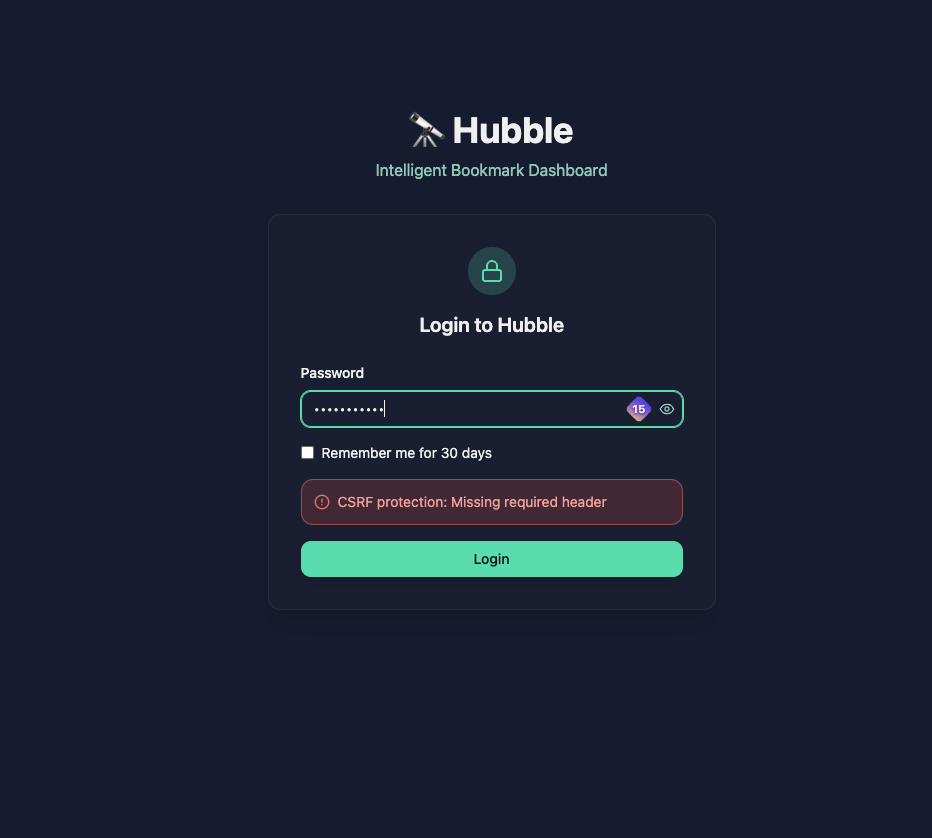 Hubble
Intelligent Bookmark Dashboard
Login to Hubble
Password
•••••••••••
15
Remember me for 30 days
CSRF protection: Missing required header
Login